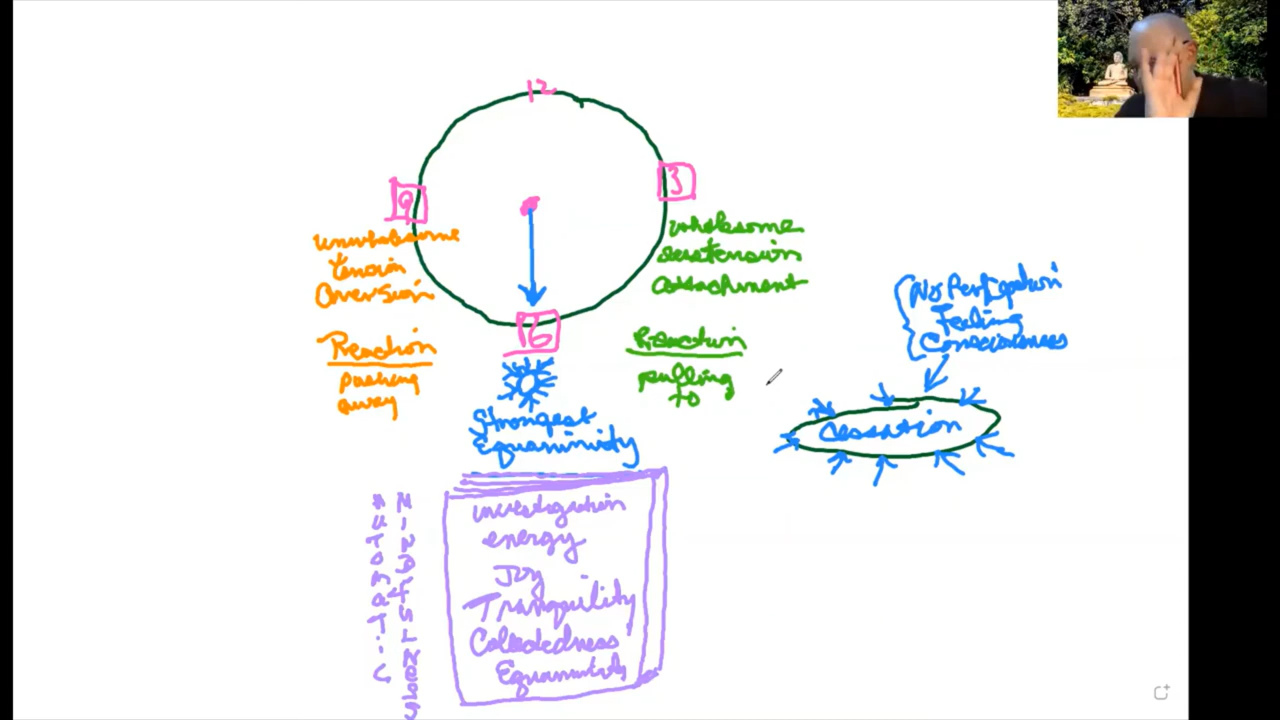 12
9
3
unwholesome
tension
aversion
wholesome
attachment
Reaction
pushing
away
6
Reaction
pulling
to
Strongest
Equanimity
No Perception
Feeling
Consciousness
cessation
AUTOMATIC
MINDFULNESS
investigation
energy
Joy
Tranquility
Collectedness
Equanimity